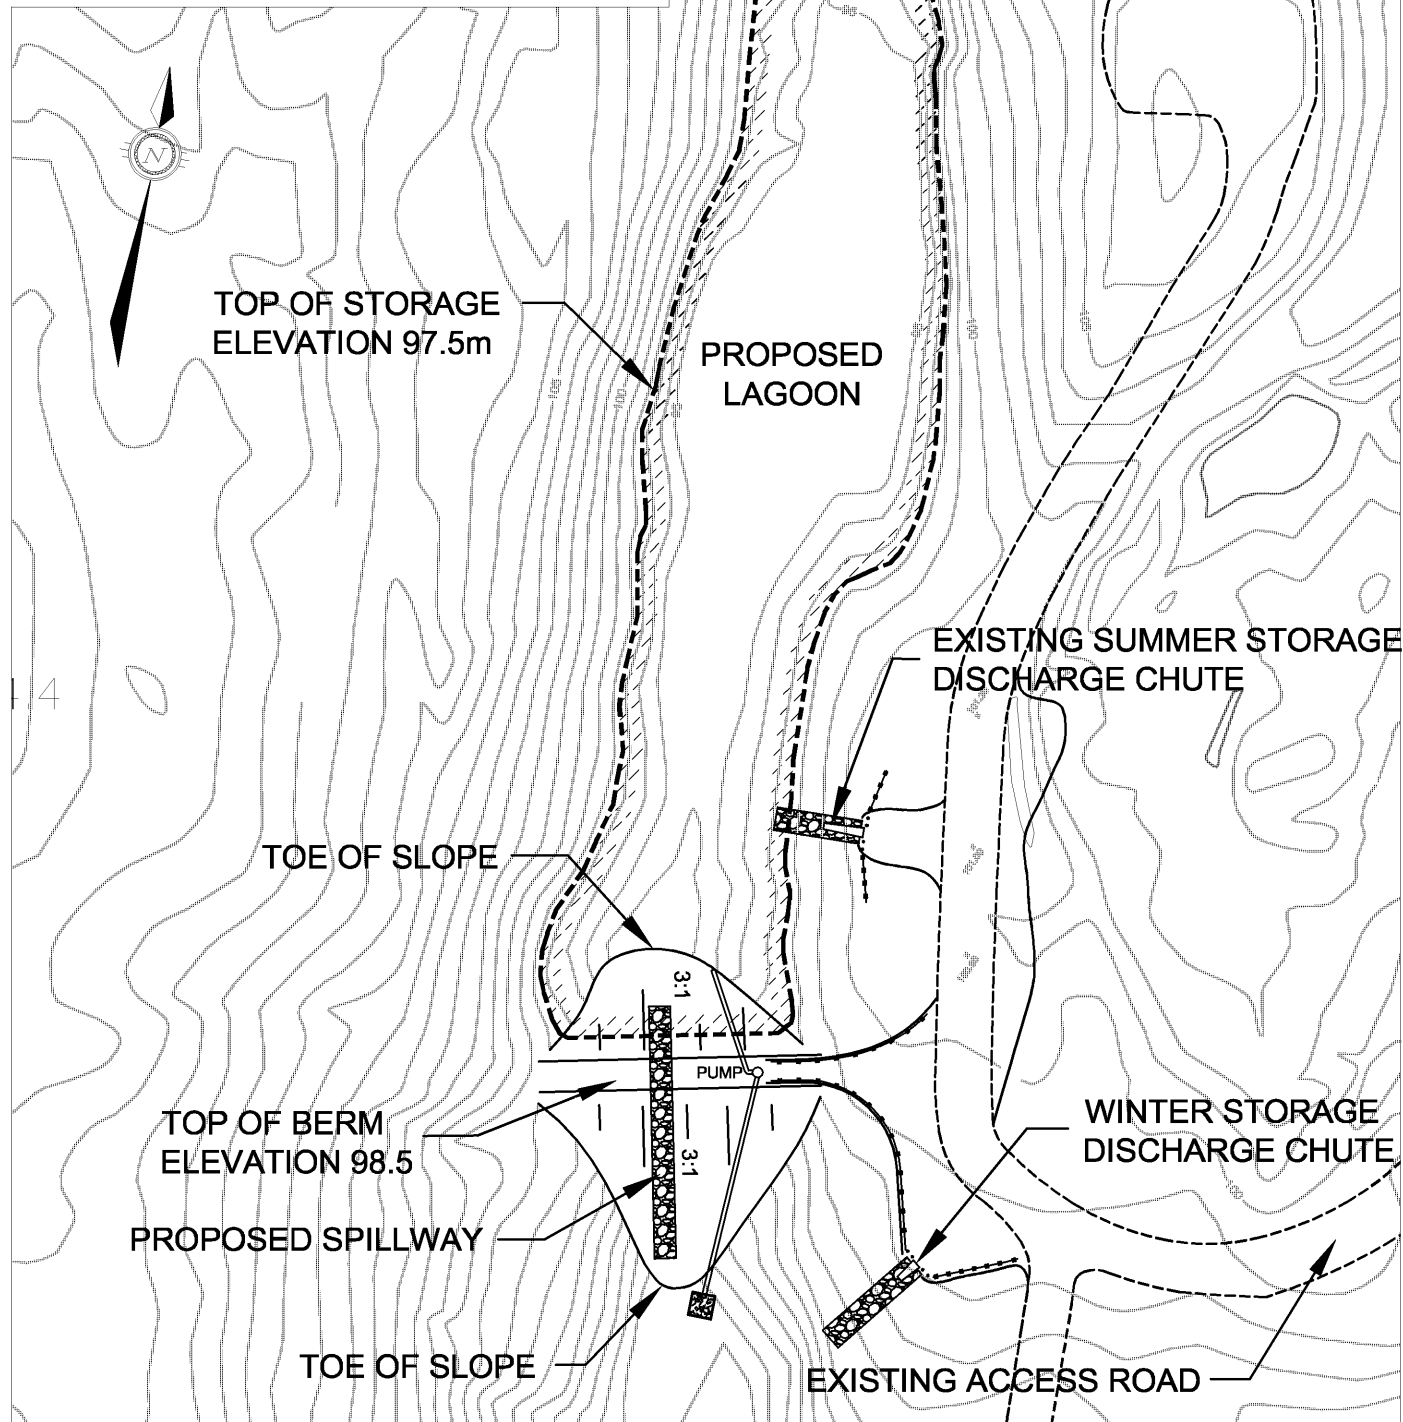 N
TOP OF STORAGE
ELEVATION 97.5m
PROPOSED
LAGOON
100
EXISTING SUMMER STORAGE
DISCHARGE CHUTE
TOE OF SLOPE
3:1
PUMP
TOP OF BERM
ELEVATION 98.5
3:1
WINTER STORAGE
DISCHARGE CHUTE
PROPOSED SPILLWAY
TOE OF SLOPE
EXISTING ACCESS ROAD